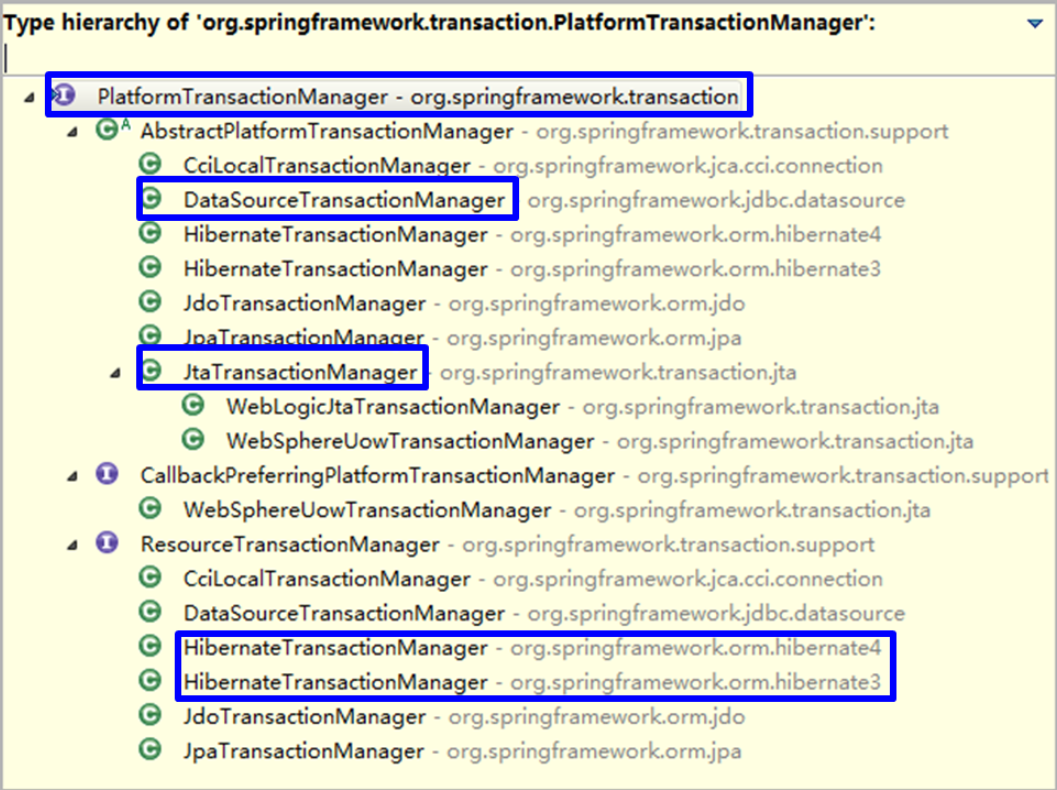 Type hierarchy of 'org.springframework.transaction.PlatformTransactionManager':
PlatformTransactionManager - org.springframework.transaction
AbstractPlatformTransactionManager - org.springframework.transaction.support
CciLocalTransactionManager - org.springframework.jca.cci.connection
DataSourceTransactionManager org.springframework.jdbc.datasource
HibernateTransactionManager - org.springframework.orm.hibernate4
HibernateTransactionManager - org.springframework.orm.hibernate3
JdoTransactionManager - org.springframework.orm.jdo
JpaTransactionManager - org.springframework.orm.jpa
JtaTransactionManager - org.springframework.transaction.jta
WebLogicJtaTransactionManager - org.springframework.transaction.jta
WebSphereUowTransactionManager - org.springframework.transaction.jta
CallbackPreferringPlatformTransactionManager - org.springframework.transaction.support
WebSphereUowTransactionManager - org.springframework.transaction.jta
ResourceTransactionManager - org.springframework.transaction.support
CciLocalTransactionManager - org.springframework.jca.cci.connection
DataSourceTransactionManager - org.springframework.jdbc.datasource
HibernateTransactionManager - org.springframework.orm.hibernate4
HibernateTransactionManager - org.springframework.orm.hibernate3
JdoTransactionManager - org.springframework.orm.jdo
JpaTransactionManager - org.springframework.orm.jpa